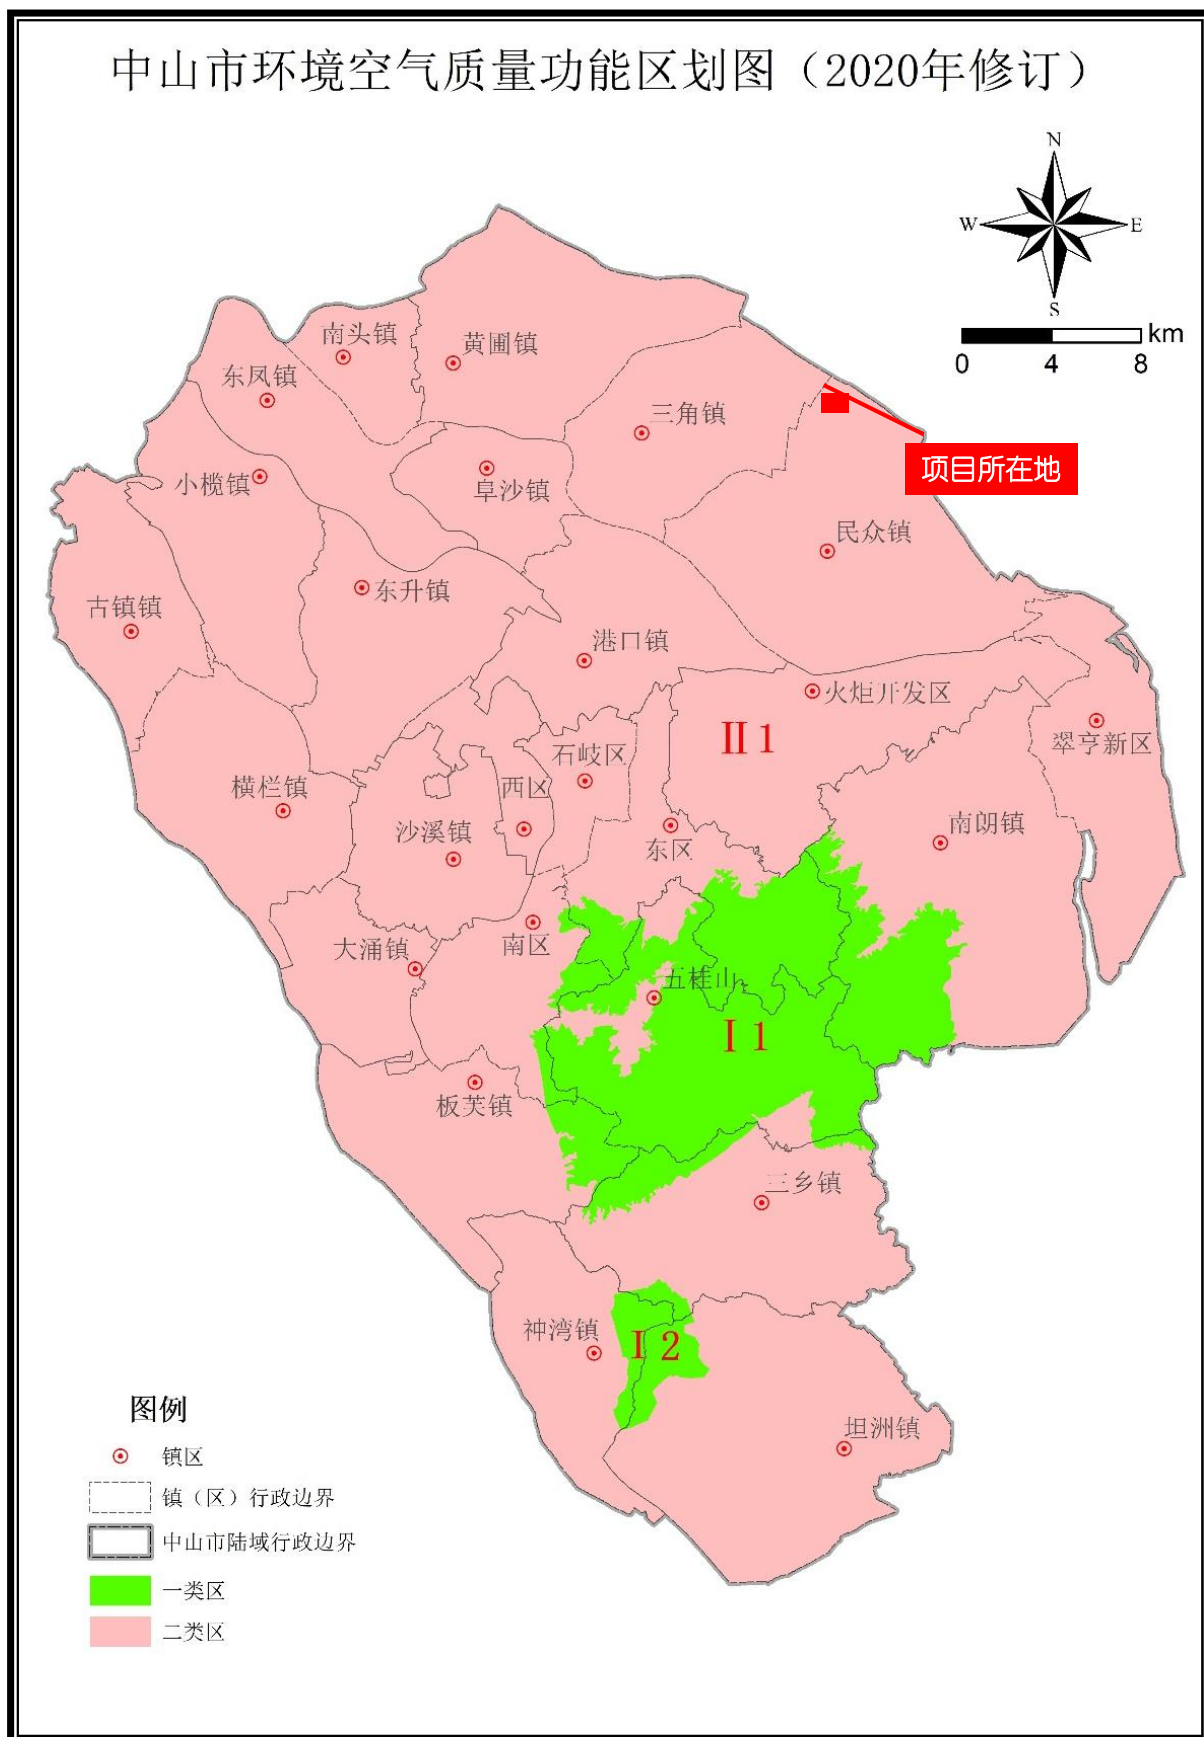 中山市环境空气质量功能区划图（2020年修订）
N
W
E
S
km
0
4
8
南头镇
黄圃镇
东凤镇
三角镇
项目所在地
小榄镇
阜沙镇
民众镇
东升镇
古镇镇
港口镇
火炬开发区
Ⅱ1
翠亨新区
石岐区
西区
横栏镇
沙溪镇
东区
南朗镇
南区
大涌镇
五桂山
Ⅰ1
板芙镇
三乡镇
神湾镇
Ⅰ2
坦洲镇
图例
镇区
镇（区）行政边界
中山市陆域行政边界
一类区
二类区